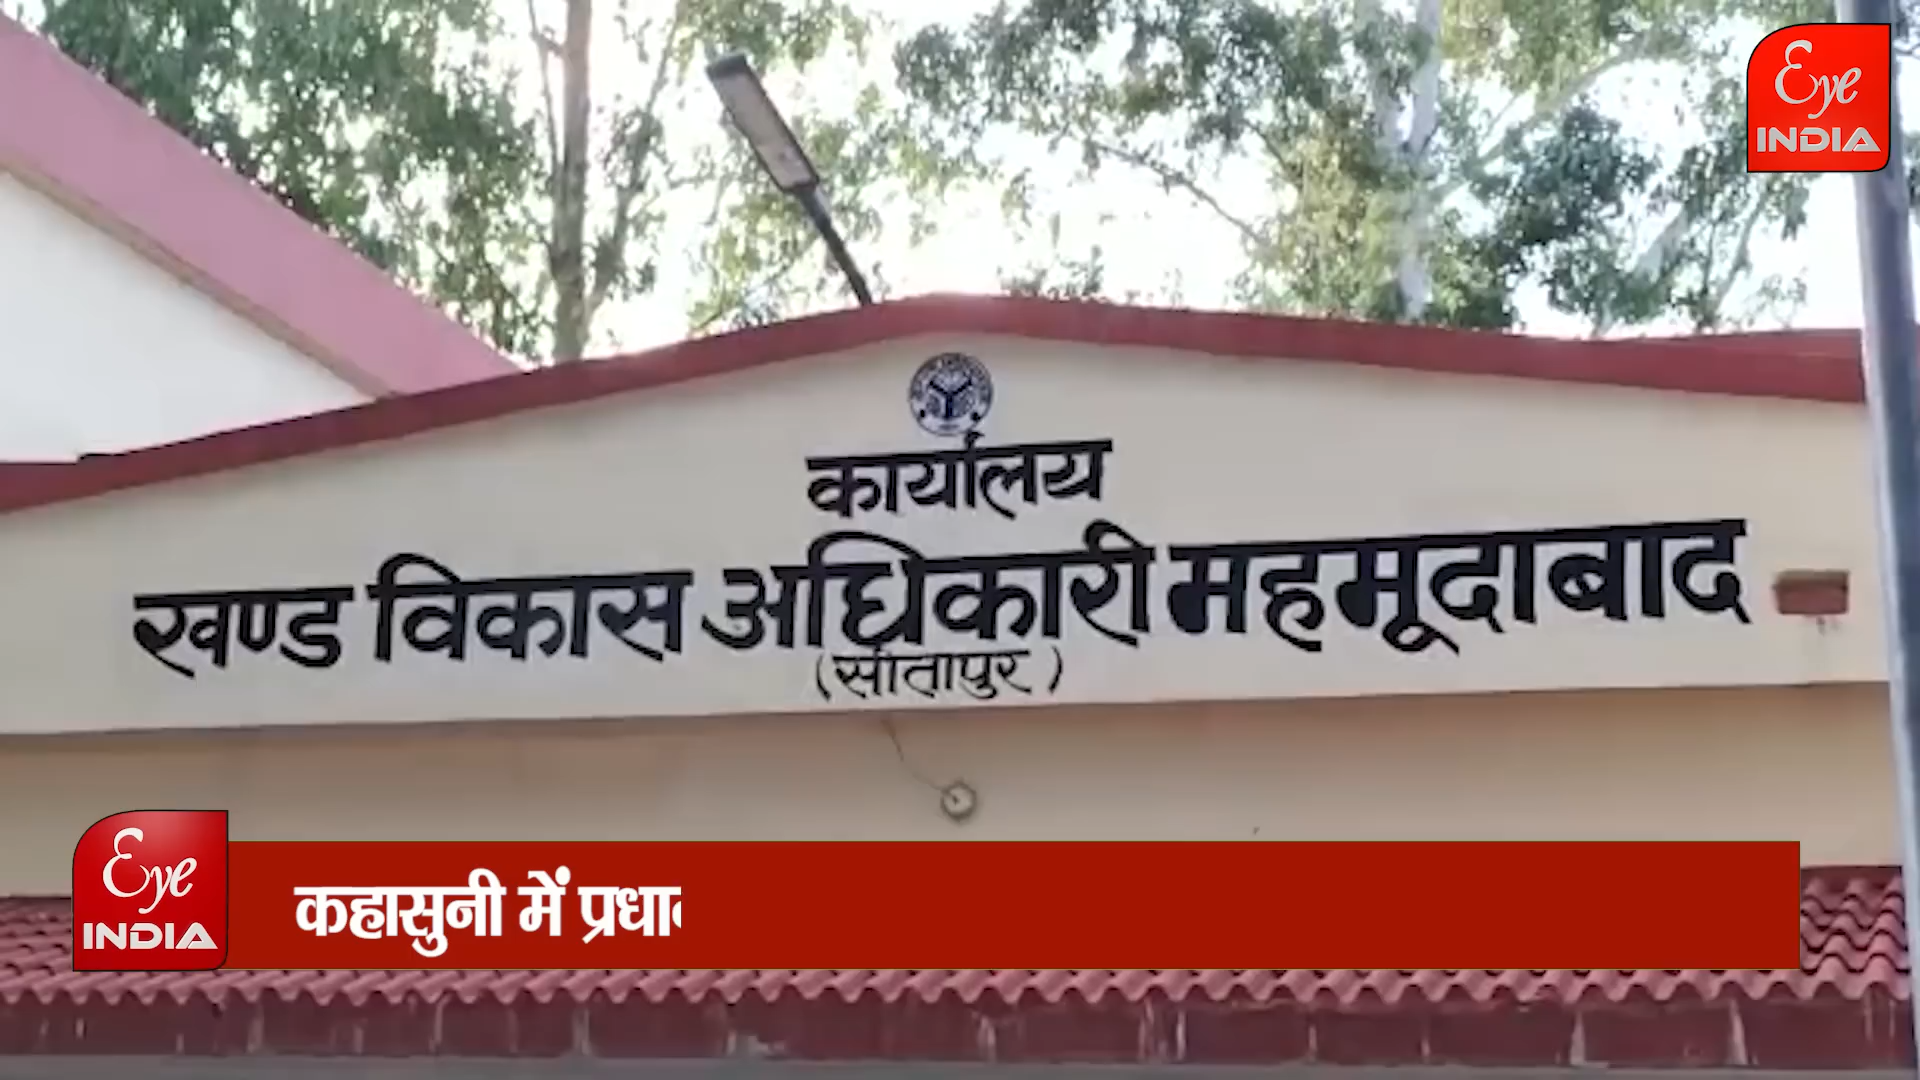 Eye
INDIA
कार्यालय
खण्ड विकास अधिकारी महमूदाबाद
(सीतापुर)
Eye
INDIA
कहासुनी में